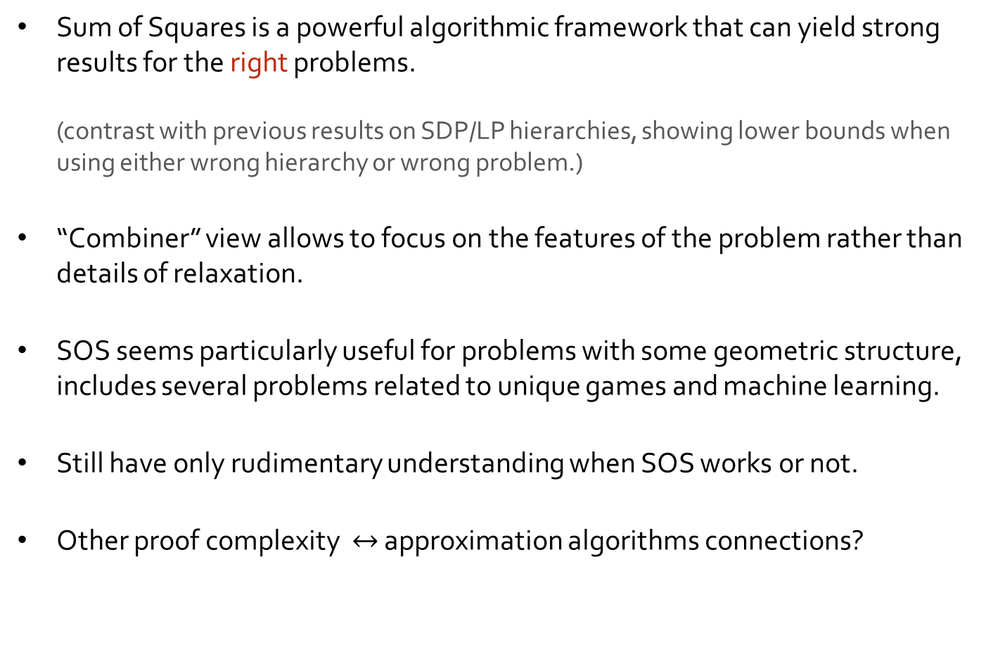 • Sum of Squares is a powerful algorithmic framework that can yield strong
results for the right problems.
(contrast with previous results on SDP/LP hierarchies, showing lower bounds when
using either wrong hierarchy or wrong problem.)
• “Combiner” view allows to focus on the features of the problem rather than
details of relaxation.
• SOS seems particularly useful for problems with some geometric structure,
includes several problems related to unique games and machine learning.
• Still have only rudimentary understanding when SOS works or not.
• Other proof complexity ↔ approximation algorithms connections?